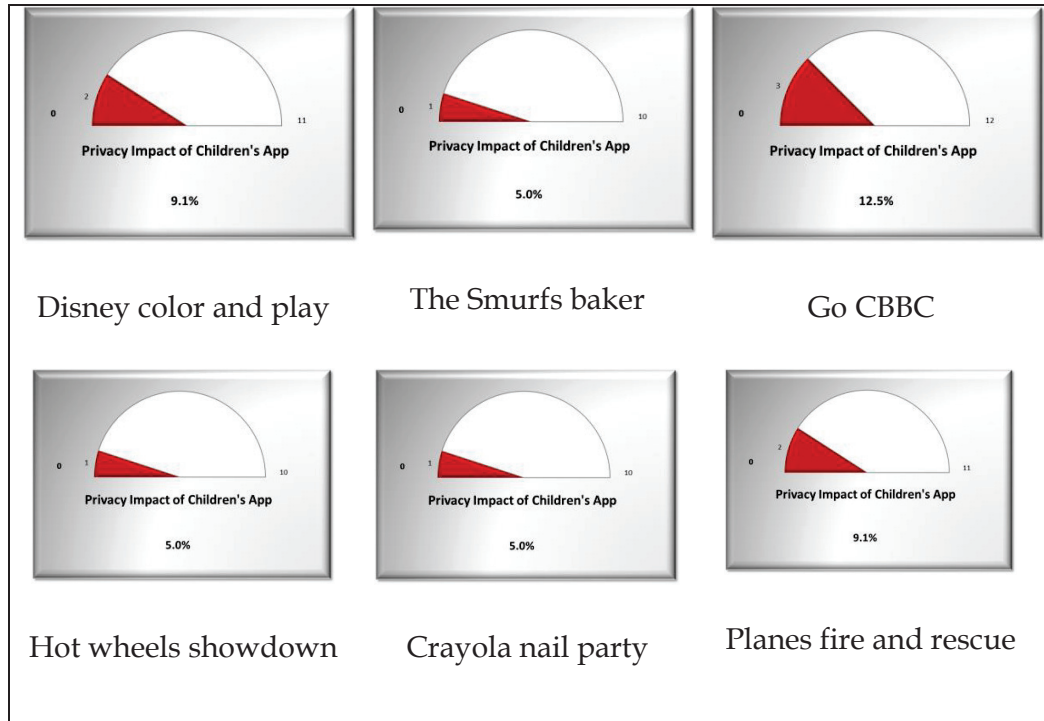 2
0
11
Privacy Impact of Children's App
9.1%
Disney color and play
1
0
10
Privacy Impact of Children's App
5.0%
The Smurfs baker
3
0
12
Privacy Impact of Children's App
12.5%
Go CBBC
1
0
10
Privacy Impact of Children's App
5.0%
Hot wheels showdown
1
0
10
Privacy Impact of Children's App
5.0%
Crayola nail party
2
0
11
Privacy Impact of Children's App
9.1%
Planes fire and rescue